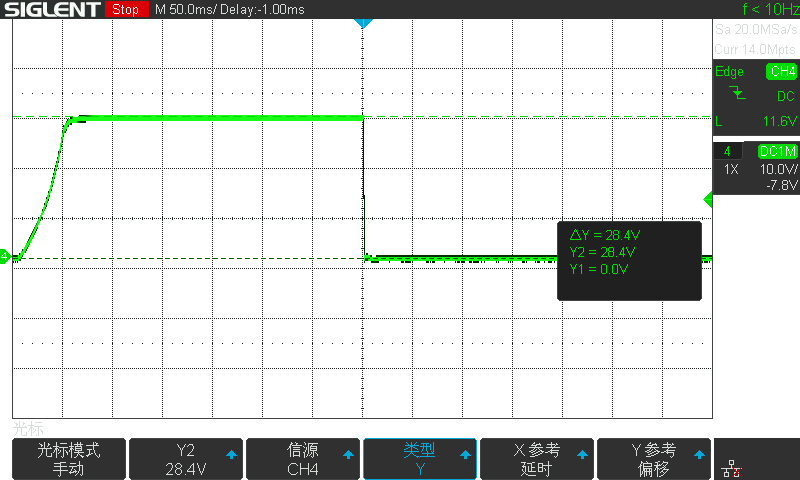 SIGLENT Stop M 50.0ms/ Delay:-1.00ms f < 10Hz
Sa 20.0MSa/s
Curr 14.0Mpts
Edge CH4
DC
L 11.6V
4 DC1M
1X 10.0V/
-7.8V
4
△Y = 28.4V
Y2 = 28.4V
Y1 = 0.0V
光标
光标模式 Y2 信源 类型 X 参考 Y 参考
手动 28.4V CH4 Y 延时 偏移